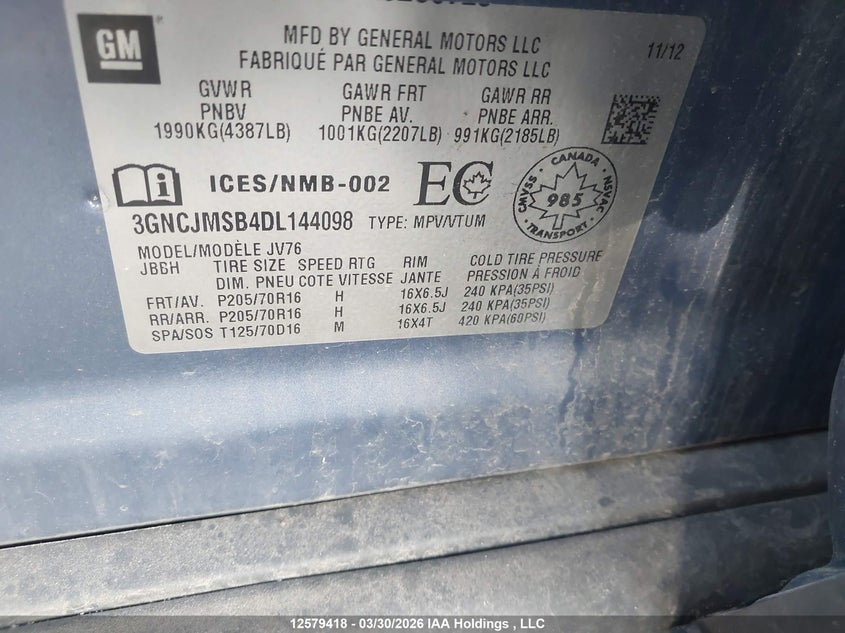 GM
MFD BY GENERAL MOTORS LLC
FABRIQUÉ PAR GENERAL MOTORS LLC
11/12
GVWR GAWR FRT GAWR RR
PNBV PNBE AV. PNBE ARR.
1990KG(4387LB) 1001KG(2207LB) 991KG(2185LB)
i ICES/NMB-002 EC
CANADA CMVSS NSVAC 985 TRANSPORT
3GNCJMSB4DL144098 TYPE: MPV/VTUM
MODEL/MODÈLE JV76
JBGH TIRE SIZE SPEED RTG RIM COLD TIRE PRESSURE
DIM. PNEU COTE VITESSE JANTE PRESSION À FROID
FRT/AV. P205/70R16 H 16X6.5J 240 KPA(35PSI)
RR/ARR. P205/70R16 H 16X6.5J 240 KPA(35PSI)
SPA/SOS T125/70D16 M 16X4T 420 KPA(60PSI)
12579418 - 03/30/2026 IAA Holdings , LLC